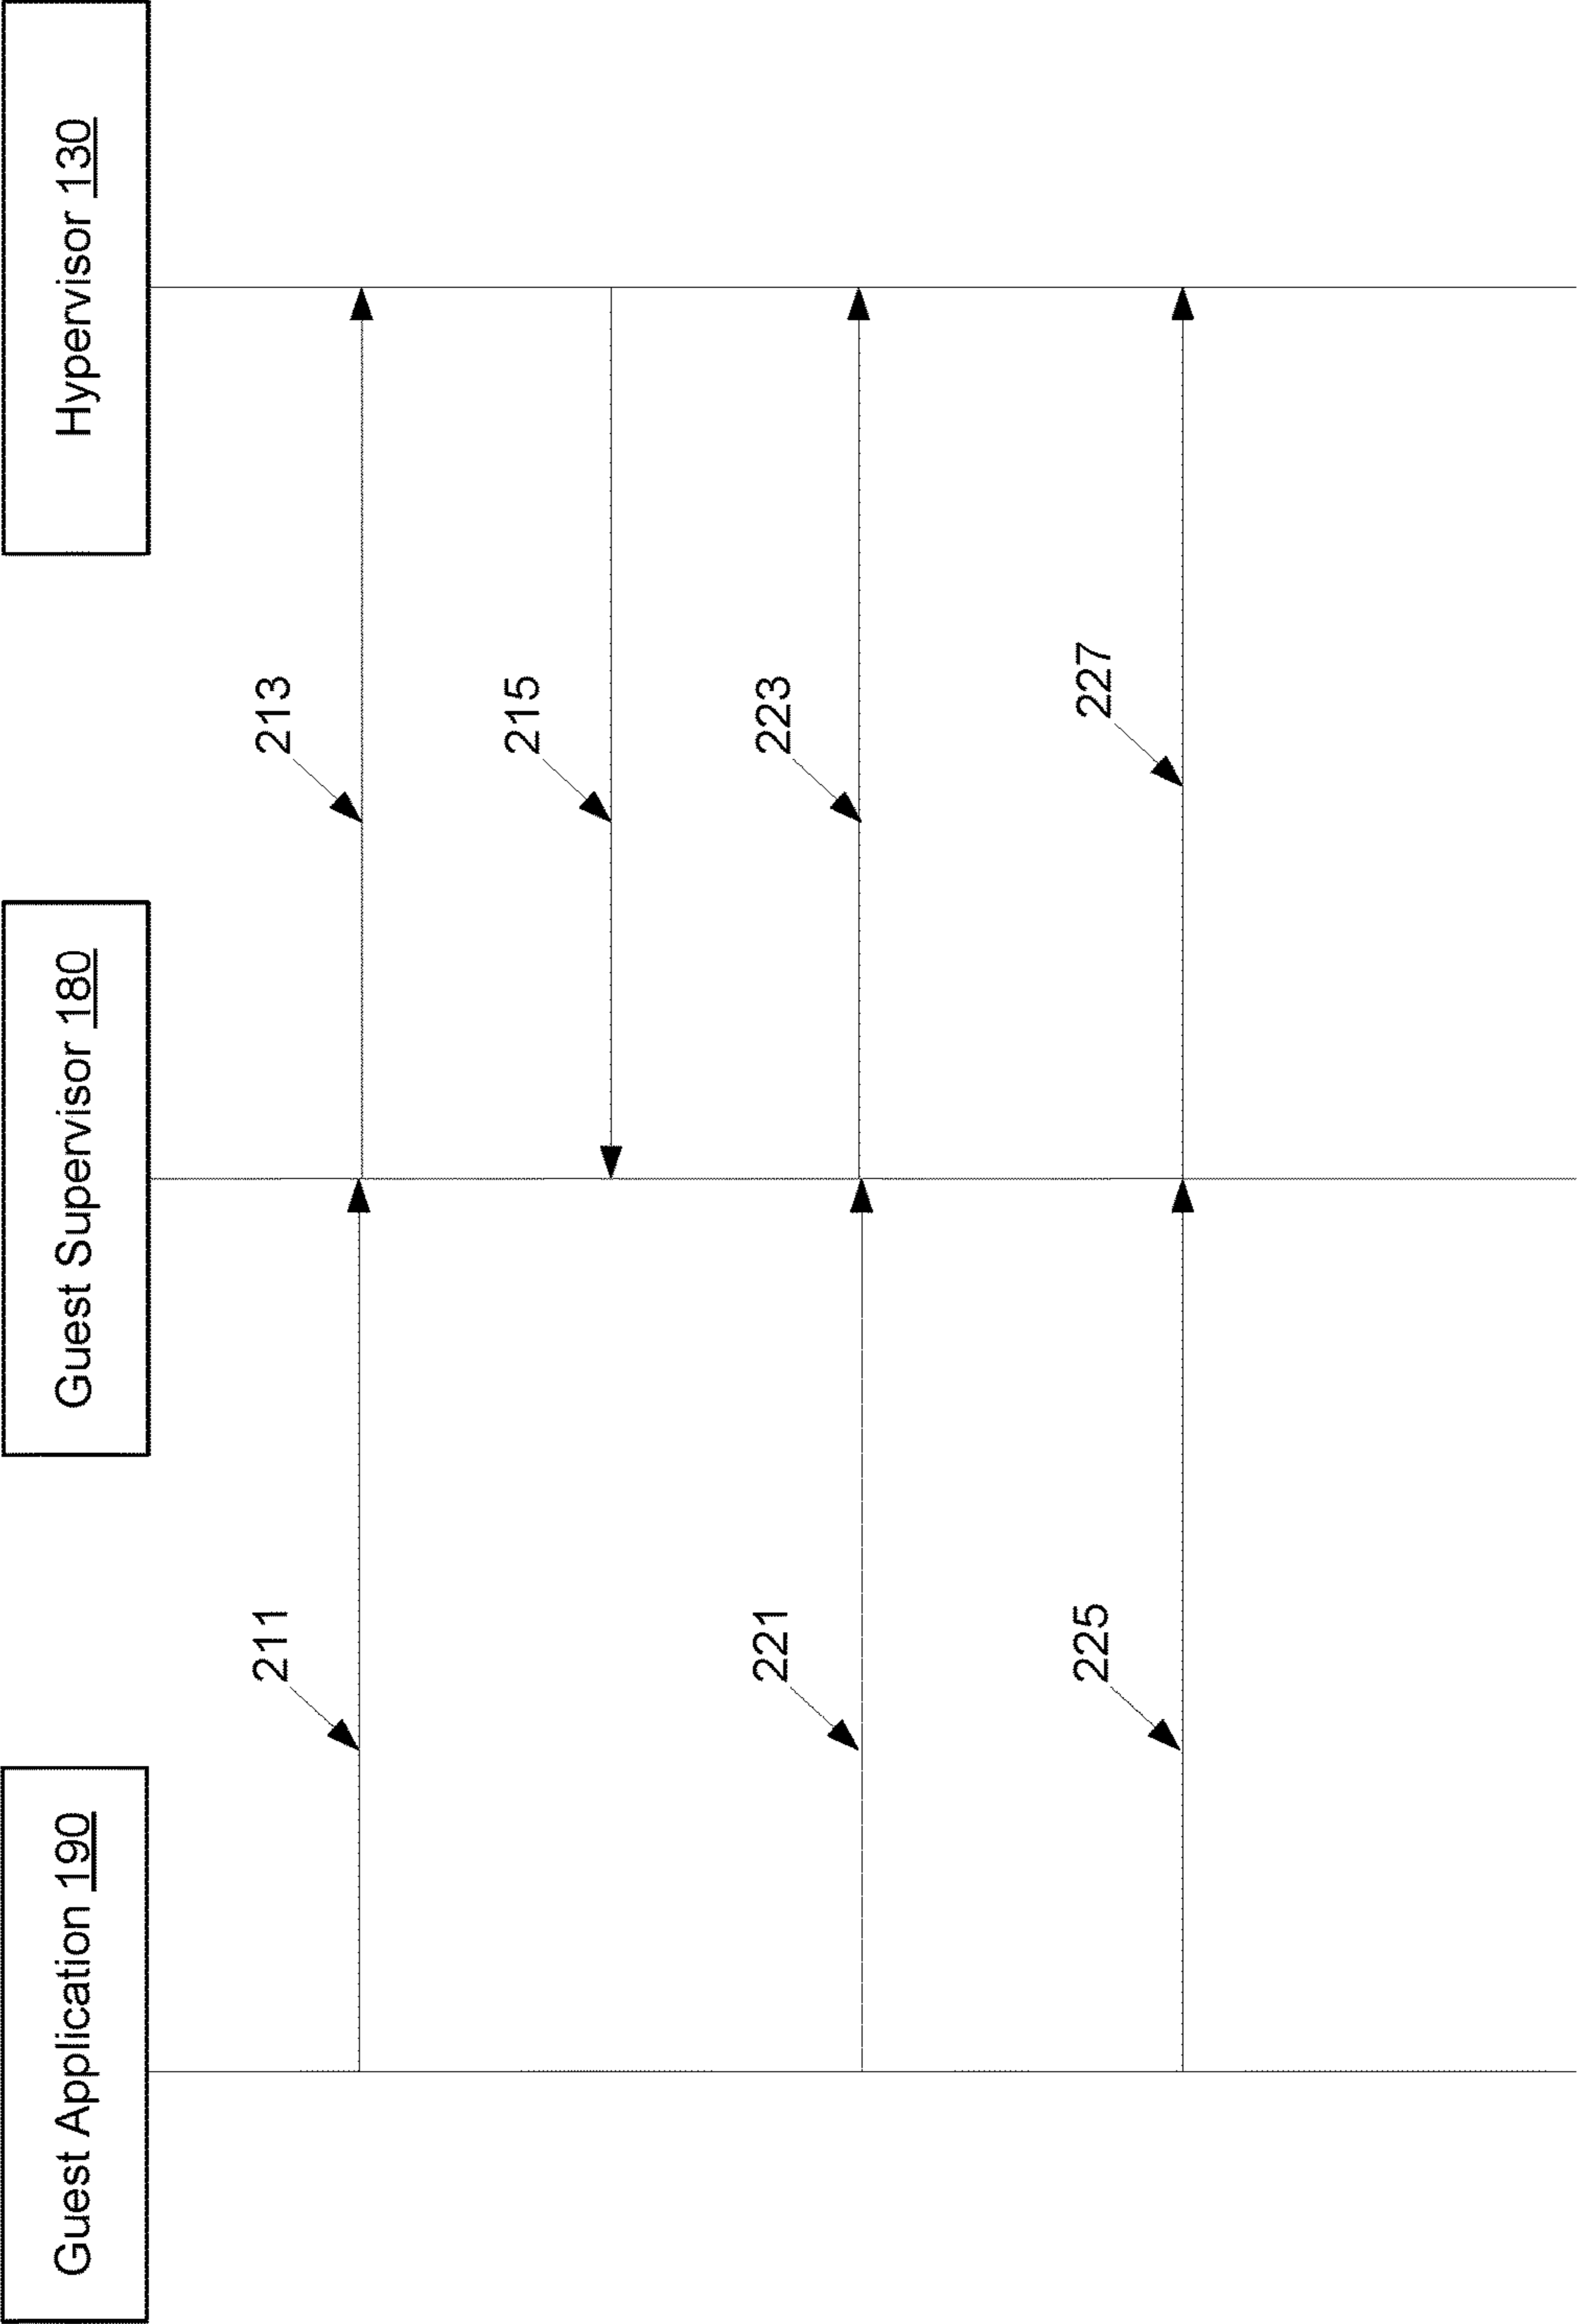 Guest Application 190
Guest Supervisor 180
Hypervisor 130
211
213
215
221
223
225
227